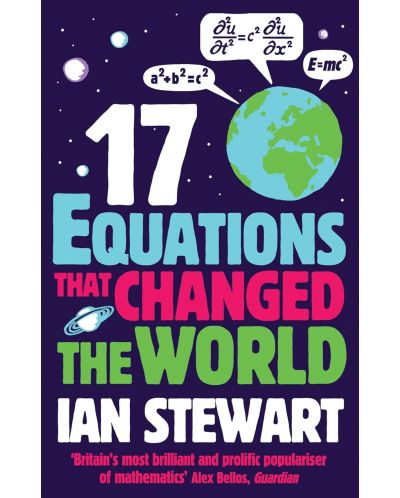 ∂²u/∂t² = c² ∂²u/∂x²
a²+b²=c²
E=mc²
17
EQUATIONS
THAT CHANGED
THE WORLD
IAN STEWART
'Britain's most brilliant and prolific populariser
of mathematics' Alex Bellos, Guardian